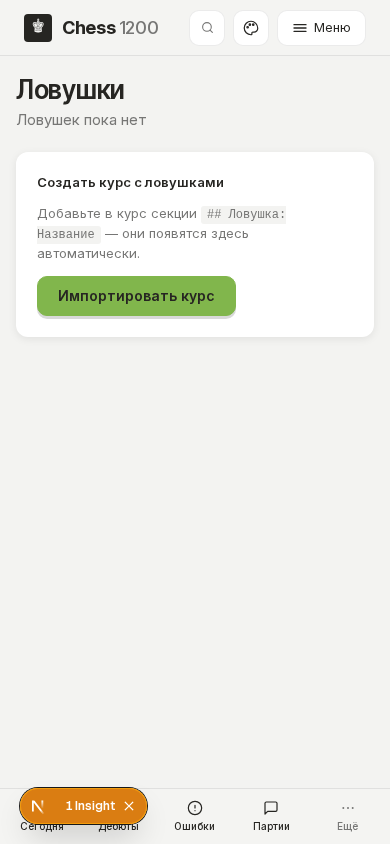 Chess 1200
Меню
Ловушки
Ловушек пока нет
Создать курс с ловушками
Добавьте в курс секции ## Ловушка:
Название — они появятся здесь
автоматически.
Импортировать курс
1 Insight
Сегодня
Дебюты
Ошибки
Партии
Ещё